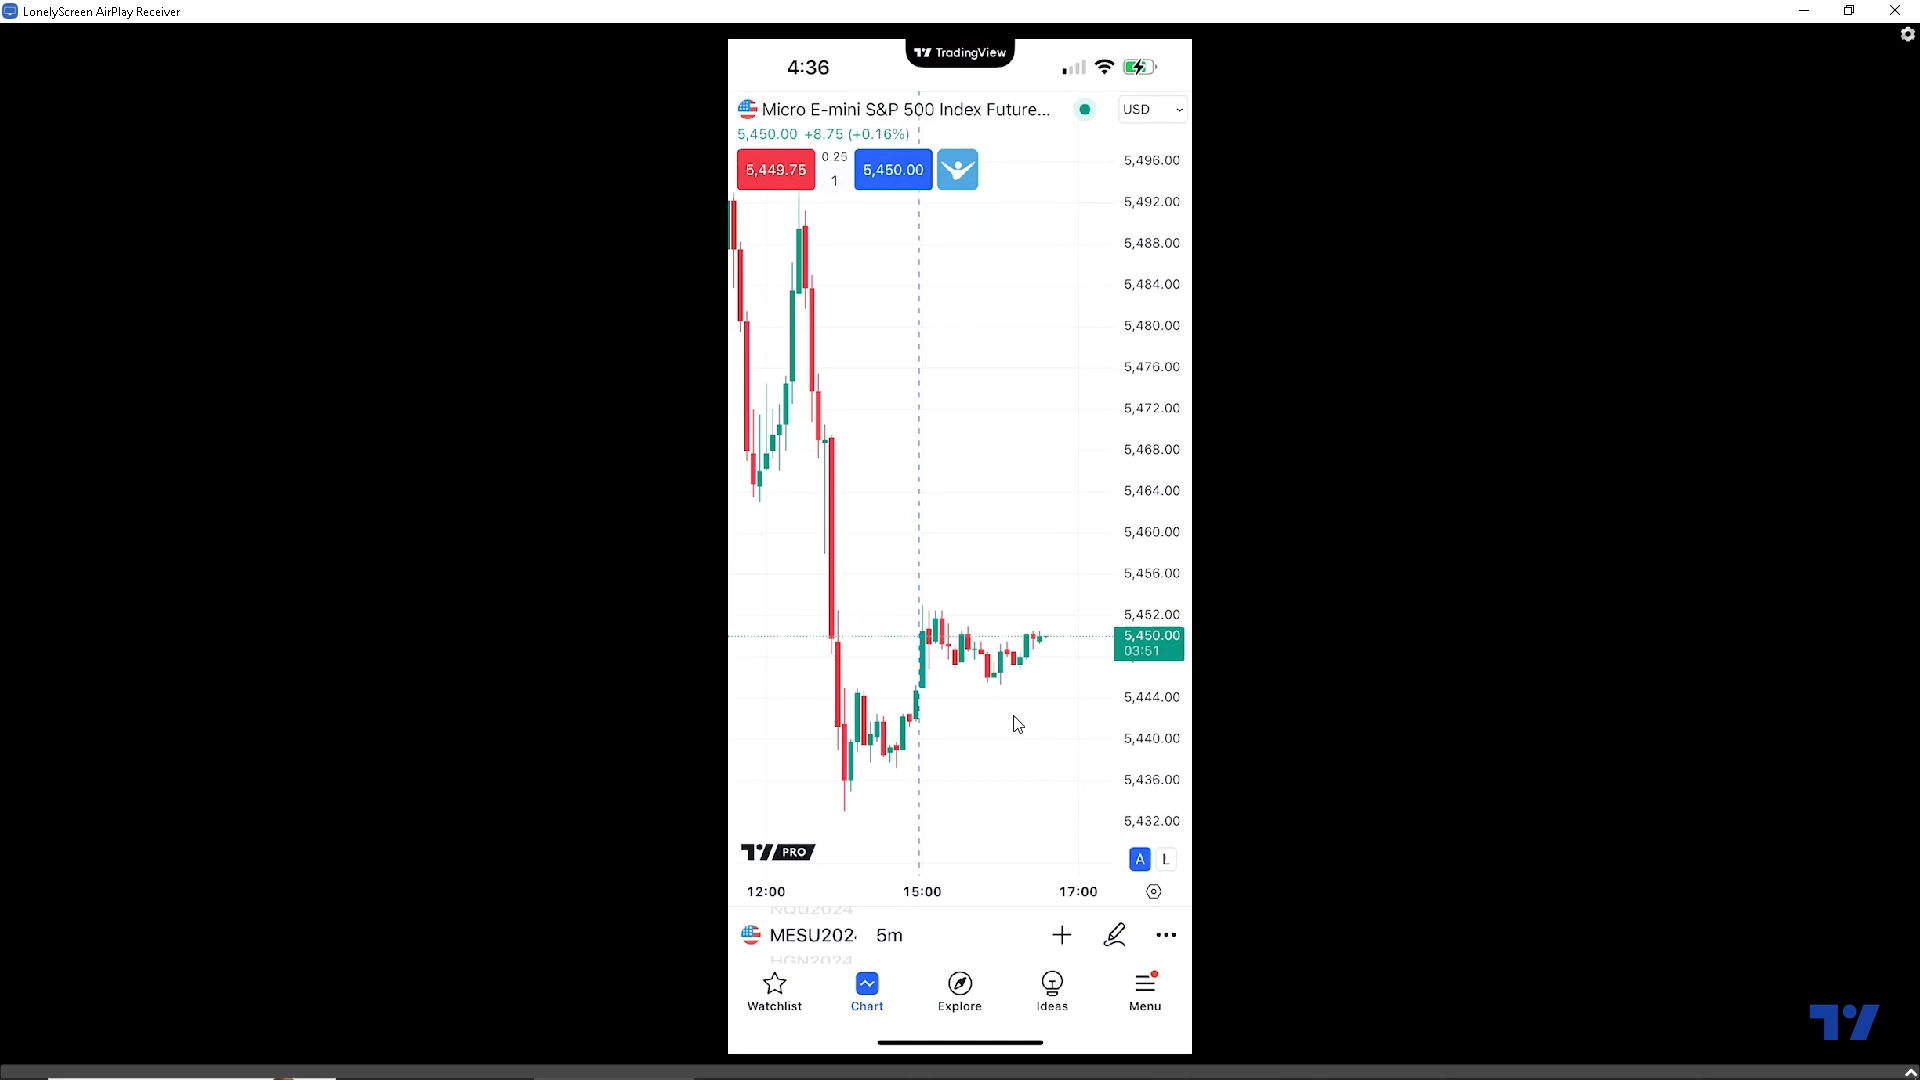 LonelyScreen AirPlay Receiver
4:36
TradingView
Micro E-mini S&P 500 Index Future...
USD
5,450.00 +8.75 (+0.16%)
5,449.75
0.25
1
5,450.00
5,496.00
5,492.00
5,488.00
5,484.00
5,480.00
5,476.00
5,472.00
5,468.00
5,464.00
5,460.00
5,456.00
5,452.00
5,450.00
03:51
5,444.00
5,440.00
5,436.00
5,432.00
PRO
A L
12:00 15:00 17:00
NQU2024
MESU202 5m
HGN2024
Watchlist Chart Explore Ideas Menu